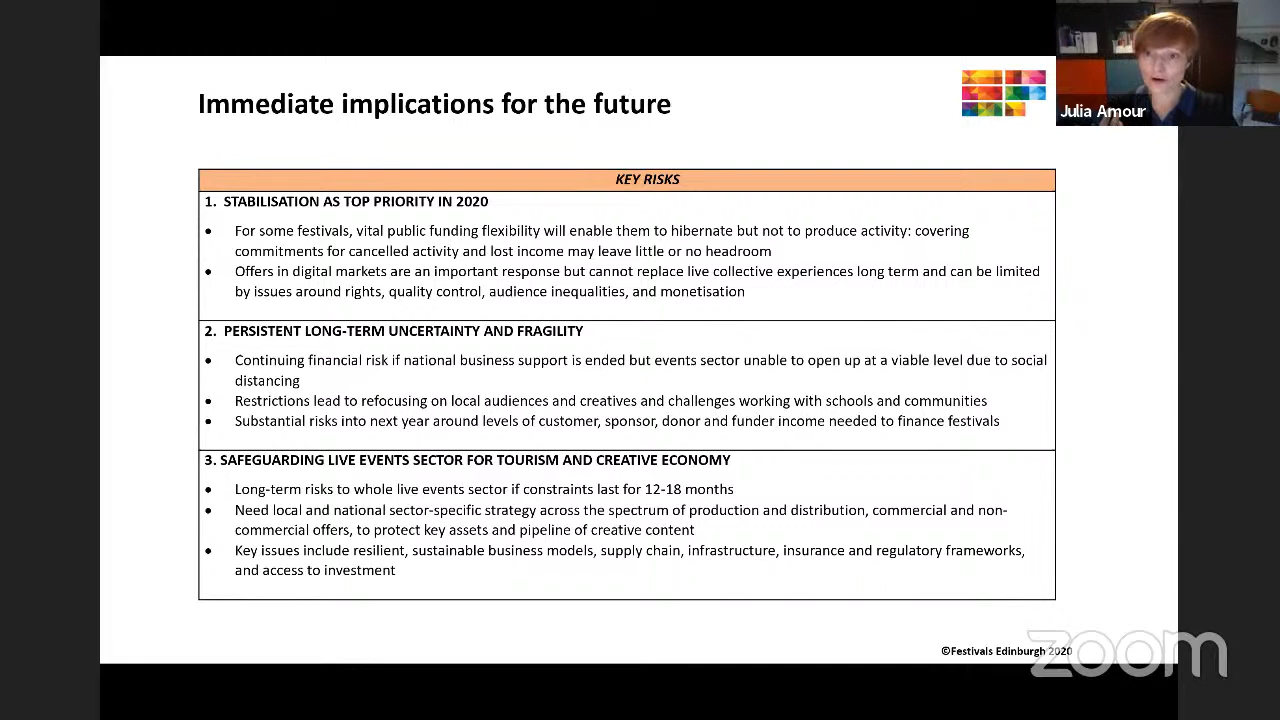 Immediate implications for the future
Julia Amour
KEY RISKS
1. STABILISATION AS TOP PRIORITY IN 2020
• For some festivals, vital public funding flexibility will enable them to hibernate but not to produce activity: covering
commitments for cancelled activity and lost income may leave little or no headroom
• Offers in digital markets are an important response but cannot replace live collective experiences long term and can be limited
by issues around rights, quality control, audience inequalities, and monetisation
2. PERSISTENT LONG-TERM UNCERTAINTY AND FRAGILITY
• Continuing financial risk if national business support is ended but events sector unable to open up at a viable level due to social
distancing
• Restrictions lead to refocusing on local audiences and creatives and challenges working with schools and communities
• Substantial risks into next year around levels of customer, sponsor, donor and funder income needed to finance festivals
3. SAFEGUARDING LIVE EVENTS SECTOR FOR TOURISM AND CREATIVE ECONOMY
• Long-term risks to whole live events sector if constraints last for 12-18 months
• Need local and national sector-specific strategy across the spectrum of production and distribution, commercial and non-
commercial offers, to protect key assets and pipeline of creative content
• Key issues include resilient, sustainable business models, supply chain, infrastructure, insurance and regulatory frameworks,
and access to investment
©Festivals Edinburgh 2020
zoom